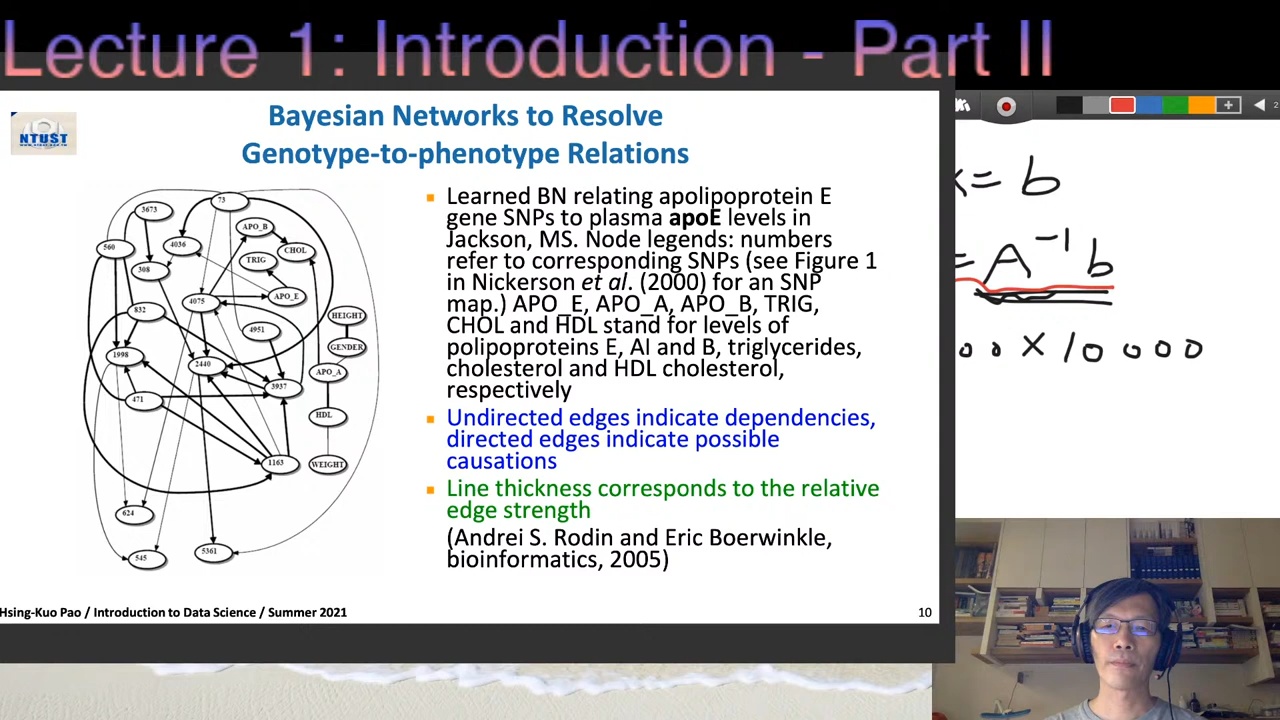 Lecture 1: Introduction - Part II
NTUST
Bayesian Networks to Resolve
Genotype-to-phenotype Relations
Learned BN relating apolipoprotein E
gene SNPs to plasma apoE levels in
Jackson, MS. Node legends: numbers
refer to corresponding SNPs (see Figure 1
in Nickerson et al. (2000) for an SNP
map.) APO_E, APO_A, APO_B, TRIG,
CHOL and HDL stand for levels of
polipoproteins E, AI and B, triglycerides,
cholesterol and HDL cholesterol,
respectively
Undirected edges indicate dependencies,
directed edges indicate possible
causations
Line thickness corresponds to the relative
edge strength
(Andrei S. Rodin and Eric Boerwinkle,
bioinformatics, 2005)
73
3673
APO_B
560
4036
CHOL
308
TRIG
4075
APO_E
832
HEIGHT
4951
GENDER
1998
2440
APO_A
3937
471
HDL
1163
WEIGHT
624
545
5361
Hsing-Kuo Pao / Introduction to Data Science / Summer 2021
10
x = b
= A⁻¹ b
00 × 10000
2